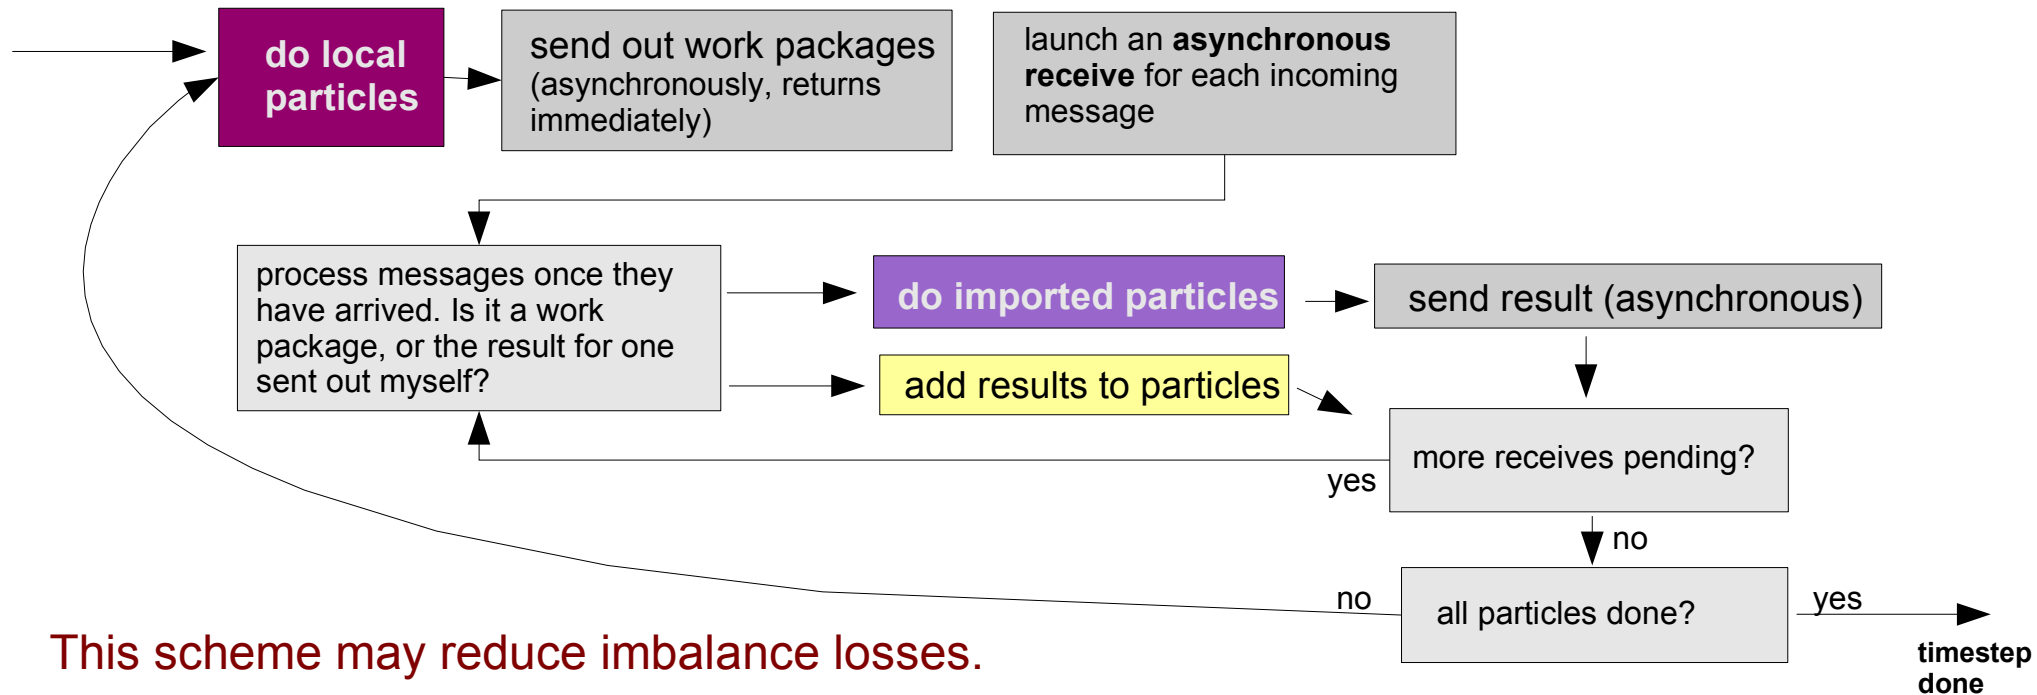 do local
particles
send out work packages
(asynchronously, returns
immediately)
launch an asynchronous
receive for each incoming
message
process messages once they
have arrived. Is it a work
package, or the result for one
sent out myself?
do imported particles
send result (asynchronous)
add results to particles
more receives pending?
yes
no
all particles done?
no
yes
timestep
done
This scheme may reduce imbalance losses.